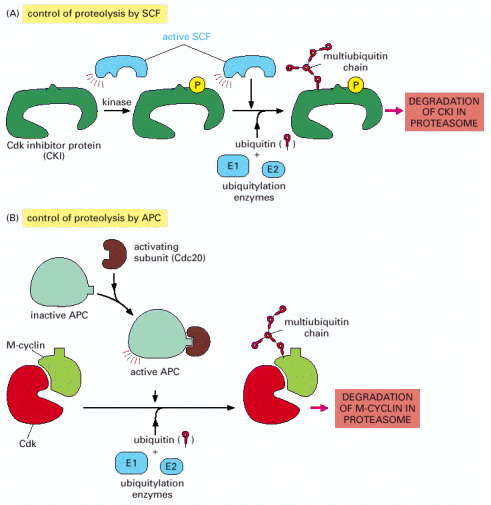 (A) control of proteolysis by SCF
active SCF
multiubiquitin
chain
P
P
kinase
Cdk inhibitor protein
(CKI)
ubiquitin ( )
+
E1 E2
ubiquitylation
enzymes
DEGRADATION
OF CKI IN
PROTEASOME
(B) control of proteolysis by APC
activating
subunit (Cdc20)
inactive APC
active APC
M-cyclin
Cdk
multiubiquitin
chain
ubiquitin ( )
+
E1 E2
ubiquitylation
enzymes
DEGRADATION
OF M-CYCLIN IN
PROTEASOME